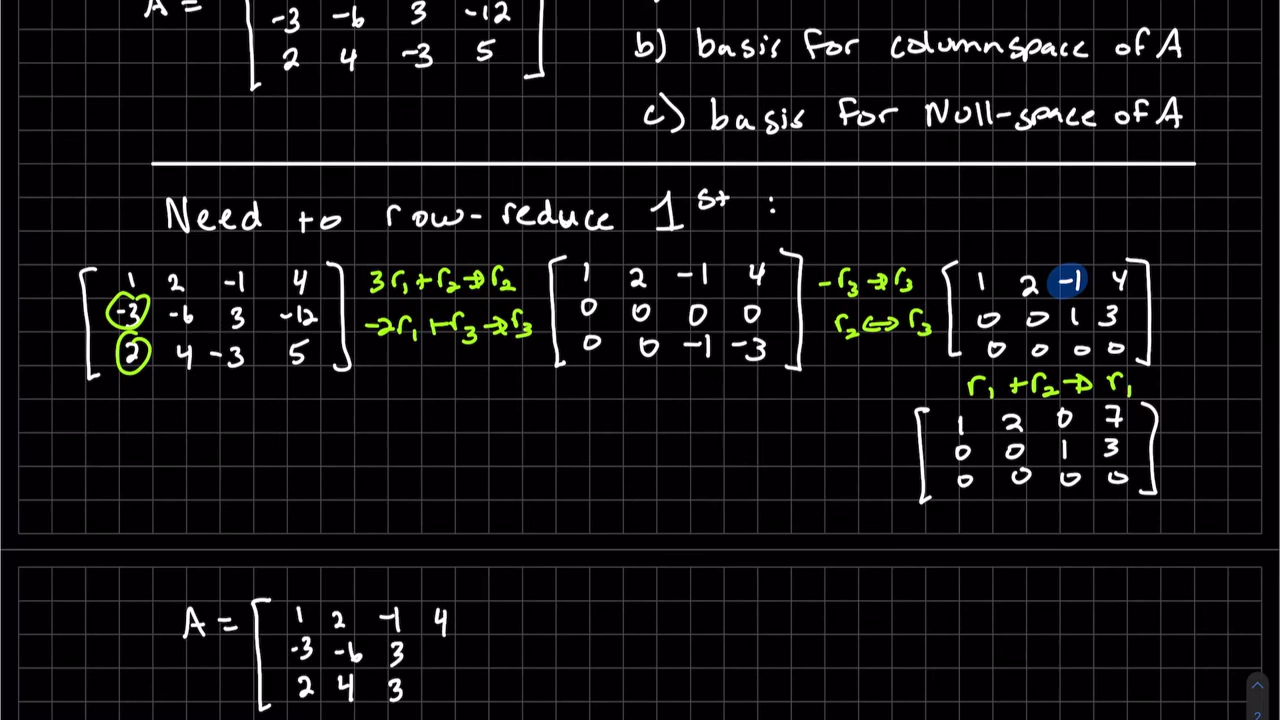 A = -3 -6 3 -12
2 4 -3 5
b) basis for columnspace of A
c) basis for Null-space of A
Need to row-reduce 1st :
1 2 -1 4
-3 -6 3 -12
2 4 -3 5
3r₁+r₂→r₂
-2r₁+r₃→r₃
1 2 -1 4
0 0 0 0
0 0 -1 -3
-r₃→r₃
r₂↔r₃
1 2 -1 4
0 0 1 3
0 0 0 0
r₁+r₂→r₁
1 2 0 7
0 0 1 3
0 0 0 0
A = 1 2 -1 4
-3 -6 3
2 4 3
2